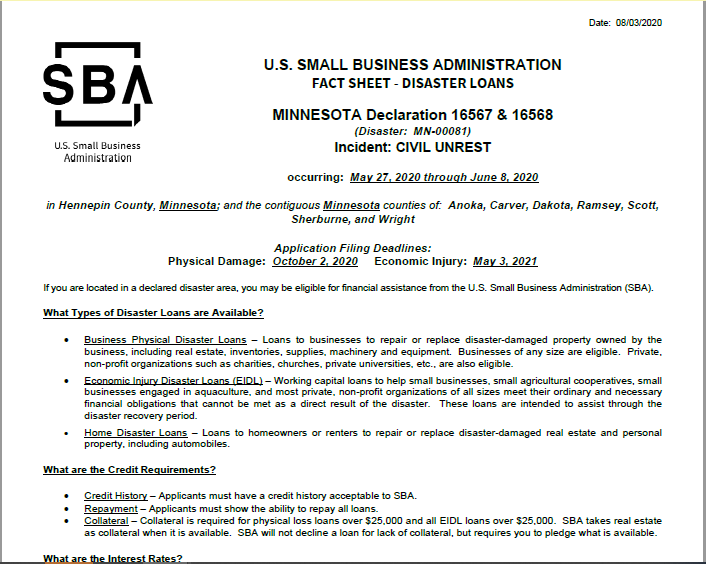 Date: 08/03/2020
SBA
U.S. Small Business
Administration
U.S. SMALL BUSINESS ADMINISTRATION
FACT SHEET - DISASTER LOANS
MINNESOTA Declaration 16567 & 16568
(Disaster: MN-00081)
Incident: CIVIL UNREST
occurring: May 27, 2020 through June 8, 2020
in Hennepin County, Minnesota; and the contiguous Minnesota counties of: Anoka, Carver, Dakota, Ramsey, Scott,
Sherburne, and Wright
Application Filing Deadlines:
Physical Damage: October 2, 2020 Economic Injury: May 3, 2021
If you are located in a declared disaster area, you may be eligible for financial assistance from the U.S. Small Business Administration (SBA).
What Types of Disaster Loans are Available?
• Business Physical Disaster Loans – Loans to businesses to repair or replace disaster-damaged property owned by the
business, including real estate, inventories, supplies, machinery and equipment. Businesses of any size are eligible. Private,
non-profit organizations such as charities, churches, private universities, etc., are also eligible.
• Economic Injury Disaster Loans (EIDL) – Working capital loans to help small businesses, small agricultural cooperatives, small
businesses engaged in aquaculture, and most private, non-profit organizations of all sizes meet their ordinary and necessary
financial obligations that cannot be met as a direct result of the disaster. These loans are intended to assist through the
disaster recovery period.
• Home Disaster Loans – Loans to homeowners or renters to repair or replace disaster-damaged real estate and personal
property, including automobiles.
What are the Credit Requirements?
• Credit History – Applicants must have a credit history acceptable to SBA.
• Repayment – Applicants must show the ability to repay all loans.
• Collateral – Collateral is required for physical loss loans over $25,000 and all EIDL loans over $25,000. SBA takes real estate
as collateral when it is available. SBA will not decline a loan for lack of collateral, but requires you to pledge what is available.
What are the Interest Rates?